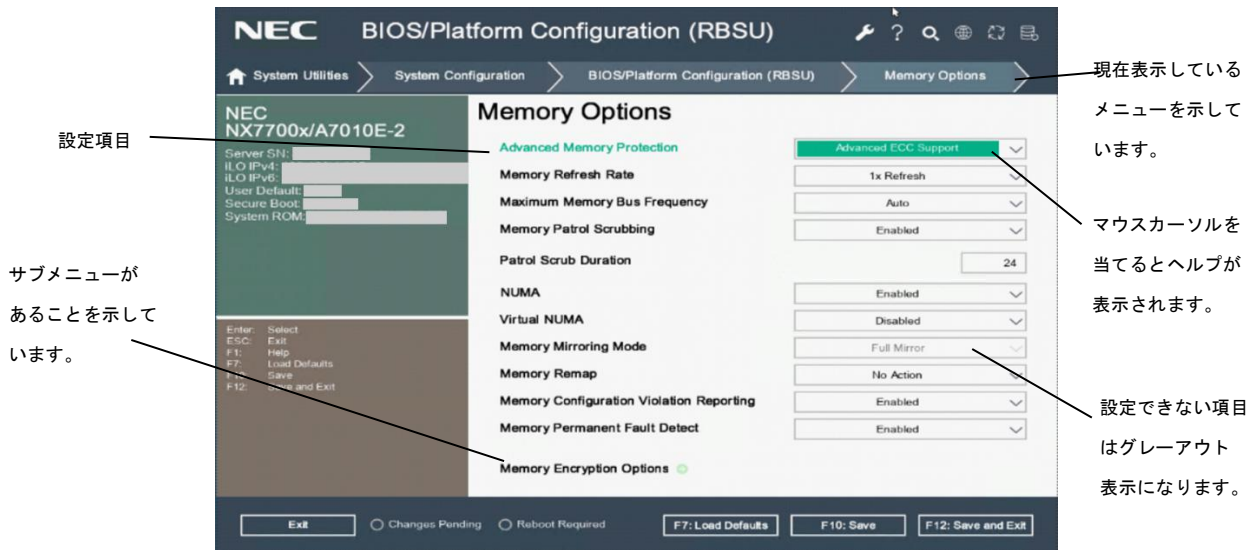 NEC BIOS/Platform Configuration (RBSU) ?
System Utilities System Configuration BIOS/Platform Configuration (RBSU) Memory Options
現在表示している
メニューを示して
います。
設定項目
NEC
NX7700x/A7010E-2
Server SN:
iLO IPv4:
iLO IPv6:
User Default:
Secure Boot:
System ROM:
Memory Options
Advanced Memory Protection Advanced ECC Support
Memory Refresh Rate 1x Refresh
Maximum Memory Bus Frequency Auto
Memory Patrol Scrubbing Enabled
Patrol Scrub Duration 24
NUMA Enabled
Virtual NUMA Disabled
Memory Mirroring Mode Full Mirror
Memory Remap No Action
Memory Configuration Violation Reporting Enabled
Memory Permanent Fault Detect Enabled
Memory Encryption Options
マウスカーソルを
当てるとヘルプが
表示されます。
サブメニューが
あることを示して
います。
Enter: Select
ESC: Exit
F1: Help
F7: Load Defaults
F10: Save
F12: Save and Exit
設定できない項目
はグレーアウト
表示になります。
Exit Changes Pending Reboot Required F7: Load Defaults F10: Save F12: Save and Exit